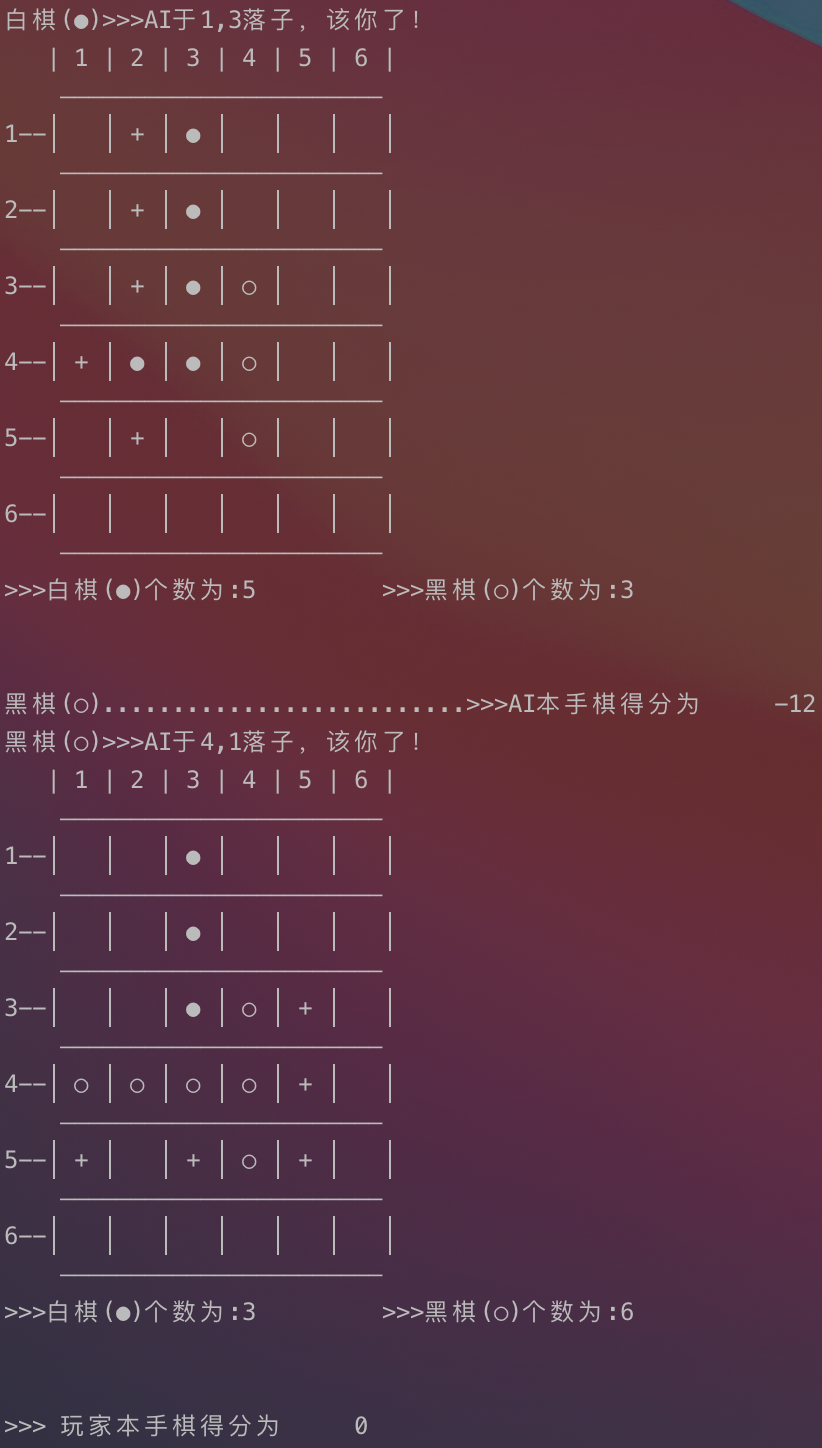 白棋(●)>>>AI于1,3落子, 该你了!
| 1 | 2 | 3 | 4 | 5 | 6 |
1——|   | + | ● |   |   |   |
2——|   | + | ● |   |   |   |
3——|   | + | ● | ○ |   |   |
4——| + | ● | ● | ○ |   |   |
5——|   | + |   | ○ |   |   |
6——|   |   |   |   |   |   |
>>>白棋(●)个数为:5         >>>黑棋(○)个数为:3
黑棋(○)..........................>>>AI本手棋得分为     -12
黑棋(○)>>>AI于4,1落子, 该你了!
| 1 | 2 | 3 | 4 | 5 | 6 |
1——|   |   | ● |   |   |   |
2——|   |   | ● |   |   |   |
3——|   |   | ● | ○ | + |   |
4——| ○ | ○ | ○ | ○ | + |   |
5——| + |   | + | ○ | + |   |
6——|   |   |   |   |   |   |
>>>白棋(●)个数为:3         >>>黑棋(○)个数为:6
>>> 玩家本手棋得分为     0